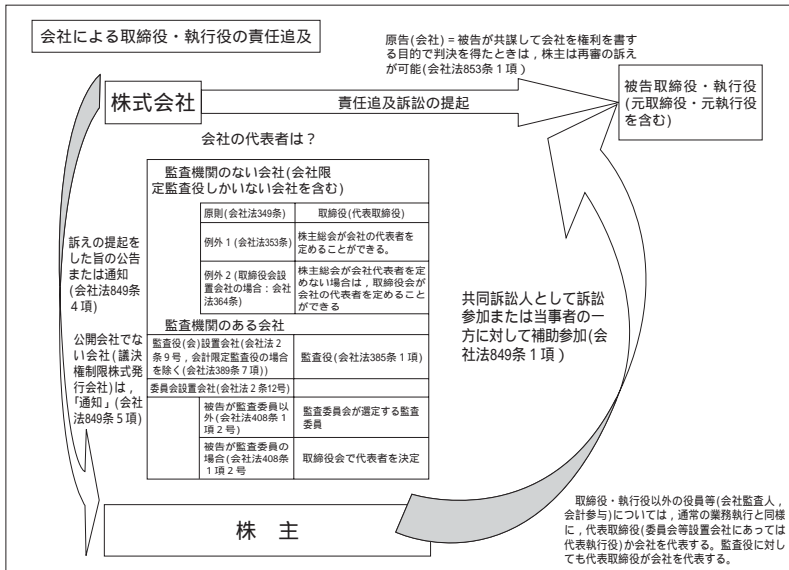 会社による取締役・執行役の責任追及
原告(会社)＝被告が共謀して会社を権利を書す
る目的で判決を得たときは，株主は再審の訴え
が可能(会社法853条１項)
株式会社
責任追及訴訟の提起
被告取締役・執行役
(元取締役・元執行役
を含む)
会社の代表者は？
監査機関のない会社(会社限
定監査役しかいない会社を含む)
原則(会社法349条)
取締役(代表取締役)
例外１(会社法353条)
株主総会が会社の代表者を
定めることができる。
例外２(取締役会設
置会社の場合：会社
法364条)
株主総会が会社代表者を定
めない場合は，取締役会が
会社の代表者を定めること
ができる
監査機関のある会社
監査役(会)設置会社(会社法２
条９号，会計限定監査役の場合
を除く(会社法389条７項))
監査役(会社法385条１項)
委員会設置会社(会社法２条12号)
被告が監査委員以
外(会社法408条１
項２号)
監査委員会が選定する監査
委員
被告が監査委員の
場合(会社法408条
１項２号
取締役会で代表者を決定
訴えの提起を
した旨の公告
または通知
(会社法849条
４項)
公開会社でな
い会社(議決
権制限株式発
行会社)は，
「通知」(会社
法849条５項)
共同訴訟人として訴訟
参加または当事者の一
方に対して補助参加(会
社法849条１項)
株　主
取締役・執行役以外の役員等(会社監査人，
会計参与)については，通常の業務執行と同様
に，代表取締役(委員会等設置会社にあっては
代表執行役)か会社を代表する。監査役に対し
ても代表取締役が会社を代表する。